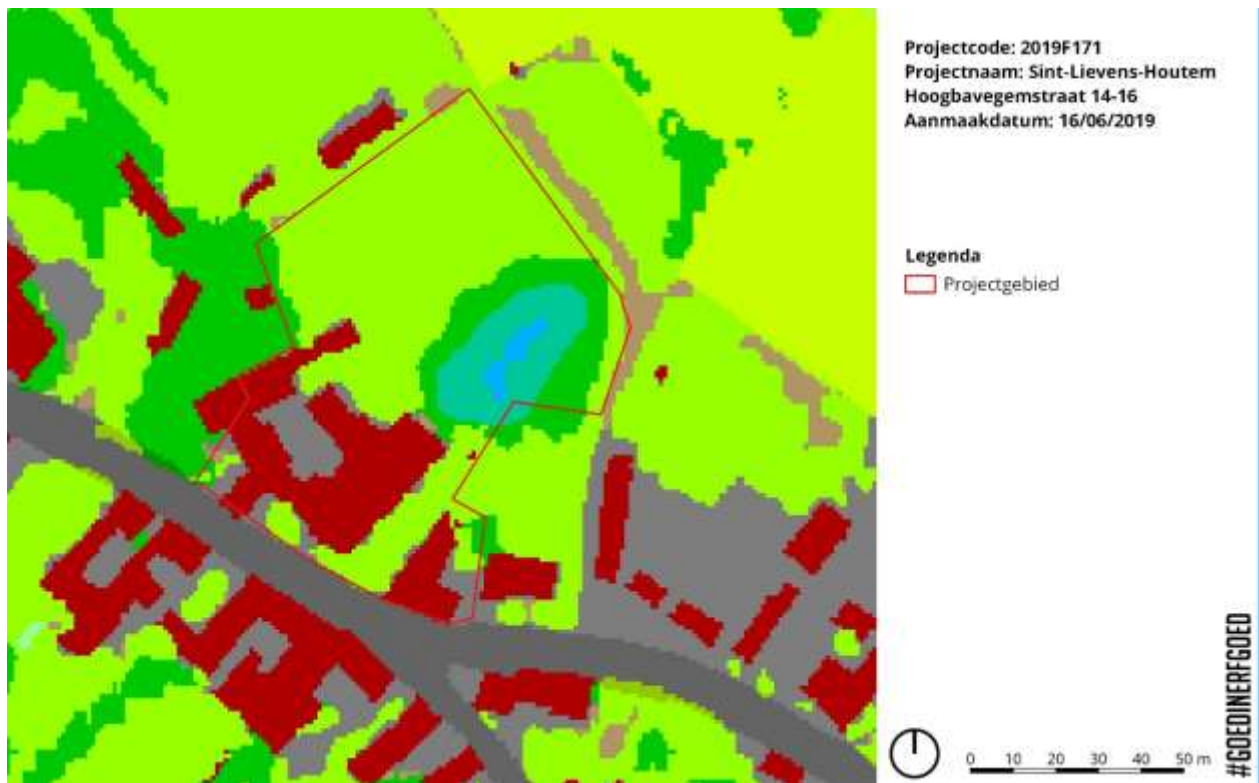 Projectcode: 2019F171
Projectnaam: Sint-Lievens-Houtem
Hoogbavegemstraat 14-16
Aanmaakdatum: 16/06/2019
Legenda
Projectgebied
0 10 20 30 40 50 m
#GOEDINERFGOED